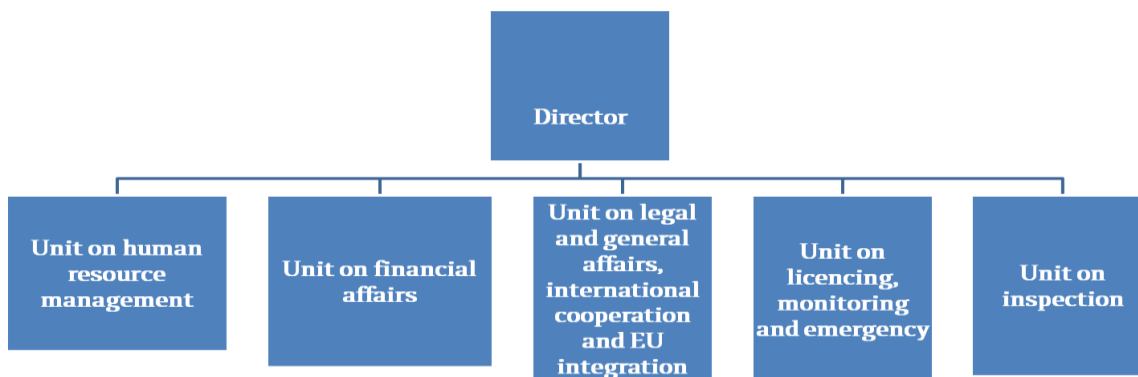 Director
Unit on human
resource
management
Unit on financial
affairs
Unit on legal
and general
affairs,
international
cooperation
and EU
integration
Unit on
licencing,
monitoring
and emergency
Unit on
inspection